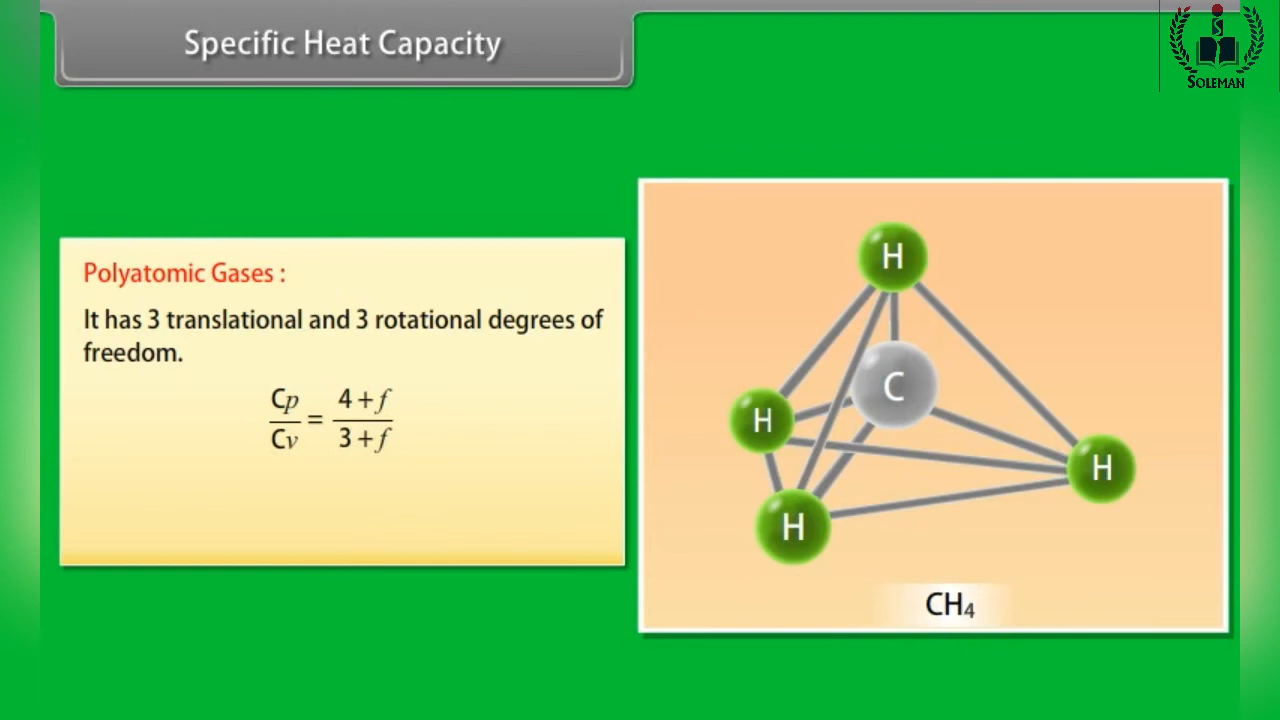 Specific Heat Capacity
SOLEMAN
Polyatomic Gases :
It has 3 translational and 3 rotational degrees of
freedom.
Cp/Cv = 4 + f/3 + f
H
C
H
H
H
CH₄